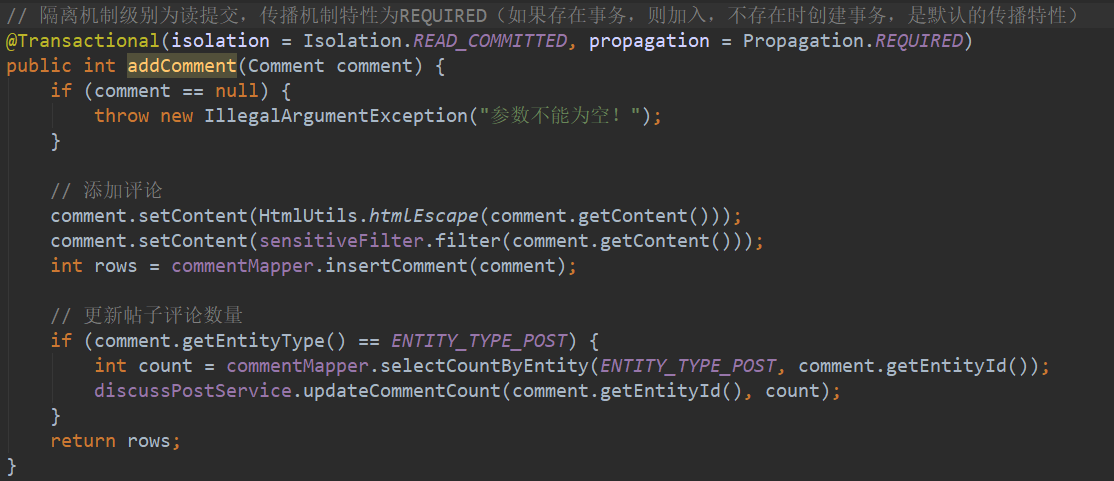 // 隔离机制级别为读提交，传播机制特性为REQUIRED（如果存在事务，则加入，不存在时创建事务，是默认的传播特性）
@Transactional(isolation = Isolation.READ_COMMITTED, propagation = Propagation.REQUIRED)
public int addComment(Comment comment) {
    if (comment == null) {
        throw new IllegalArgumentException("参数不能为空！");
    }

    // 添加评论
    comment.setContent(HtmlUtils.htmlEscape(comment.getContent()));
    comment.setContent(sensitiveFilter.filter(comment.getContent()));
    int rows = commentMapper.insertComment(comment);

    // 更新帖子评论数量
    if (comment.getEntityType() == ENTITY_TYPE_POST) {
        int count = commentMapper.selectCountByEntity(ENTITY_TYPE_POST, comment.getEntityId());
        discussPostService.updateCommentCount(comment.getEntityId(), count);
    }
    return rows;
}